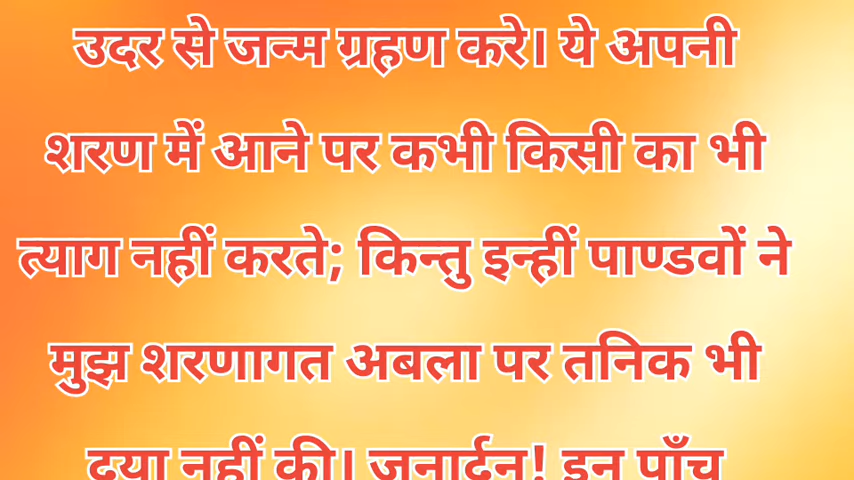 उदर से जन्म ग्रहण करे। ये अपनी
शरण में आने पर कभी किसी का भी
त्याग नहीं करते; किन्तु इन्हीं पाण्डवों ने
मुझ शरणागत अबला पर तनिक भी
दया नहीं की। जनार्दन! इन पाँच